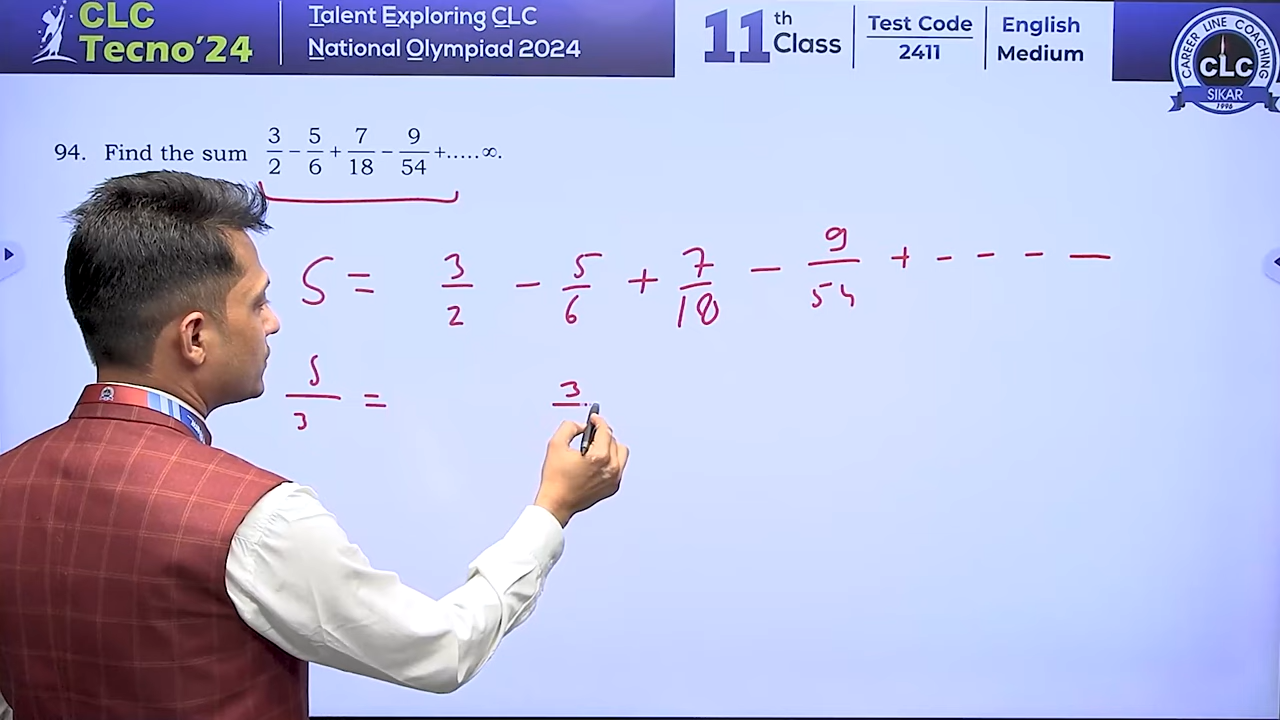 CLC
Tecno'24
Talent Exploring CLC
National Olympiad 2024
11th Class
Test Code
2411
English
Medium
CAREER LINE COACHING
CLC
SIKAR
1996
94. Find the sum 3/2 − 5/6 + 7/18 − 9/54 +.....∞.
S = 3/2 − 5/6 + 7/18 − 9/54 + - - - —
S/3 = 3/